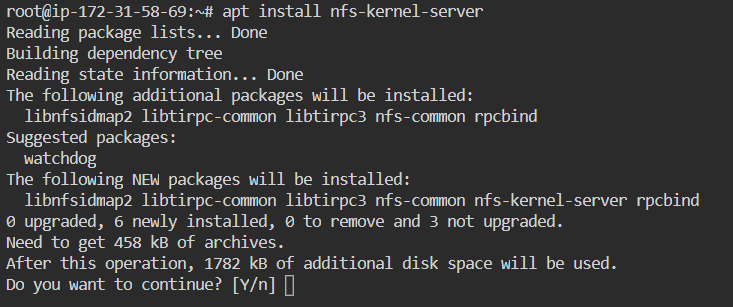 root@ip-172-31-58-69:~# apt install nfs-kernel-server
Reading package lists... Done
Building dependency tree
Reading state information... Done
The following additional packages will be installed:
  libnfsidmap2 libtirpc-common libtirpc3 nfs-common rpcbind
Suggested packages:
  watchdog
The following NEW packages will be installed:
  libnfsidmap2 libtirpc-common libtirpc3 nfs-common nfs-kernel-server rpcbind
0 upgraded, 6 newly installed, 0 to remove and 3 not upgraded.
Need to get 458 kB of archives.
After this operation, 1782 kB of additional disk space will be used.
Do you want to continue? [Y/n]